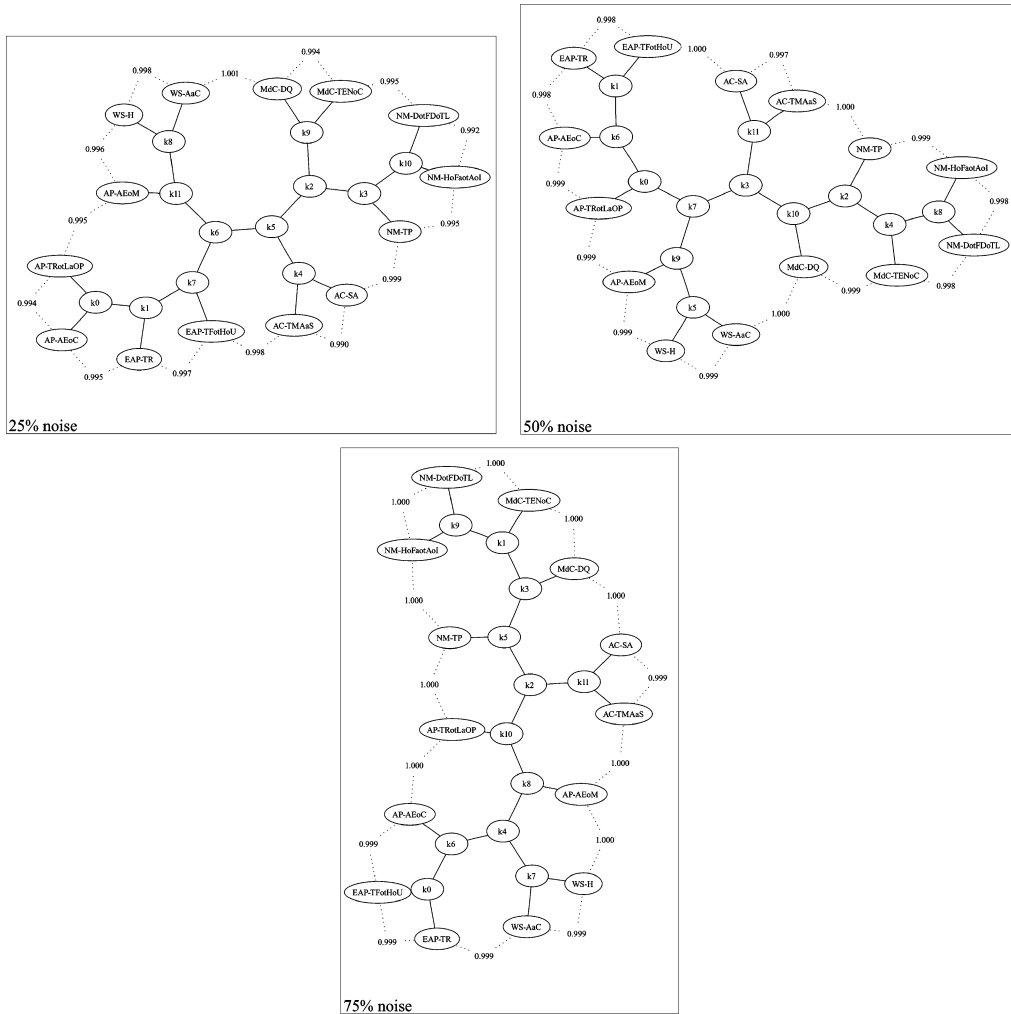 0.994
0.998
WS-AaC
1.001
MdC-DQ
MdC-TENoC
0.995
WS-H
NM-DotFDoTL
k9
0.992
k8
0.996
k10
NM-HoFaotAoI
AP-AEoM
k11
k2
k3
0.995
k6
k5
NM-TP
0.995
AP-TRotLaOP
k4
0.999
k7
AC-SA
0.994
k0
k1
EAP-TFotHoU
AC-TMAaS
AP-AEoC
0.998
0.990
EAP-TR
0.995
0.997
25% noise
0.998
EAP-TFotHoU
1.000
EAP-TR
0.997
k1
AC-SA
0.998
AC-TMAaS
1.000
AP-AEoC
k6
k11
0.999
NM-TP
NM-HoFaotAoI
0.999
k0
k3
AP-TRotLaOP
k7
k10
k2
0.998
k8
k4
NM-DotFDoTL
0.999
k9
MdC-DQ
MdC-TENoC
AP-AEoM
0.999
0.998
k5
0.999
1.000
WS-AaC
WS-H
0.999
50% noise
1.000
NM-DotFDoTL
1.000
MdC-TENoC
k9
1.000
k1
NM-HoFaotAoI
MdC-DQ
k3
1.000
1.000
NM-TP
k5
AC-SA
k2
k11
0.999
1.000
AC-TMAaS
AP-TRotLaOP
k10
1.000
1.000
k8
AP-AEoM
AP-AEoC
k4
0.999
k6
1.000
k7
WS-H
EAP-TFotHoU
k0
WS-AaC
0.999
0.999
EAP-TR
0.999
75% noise